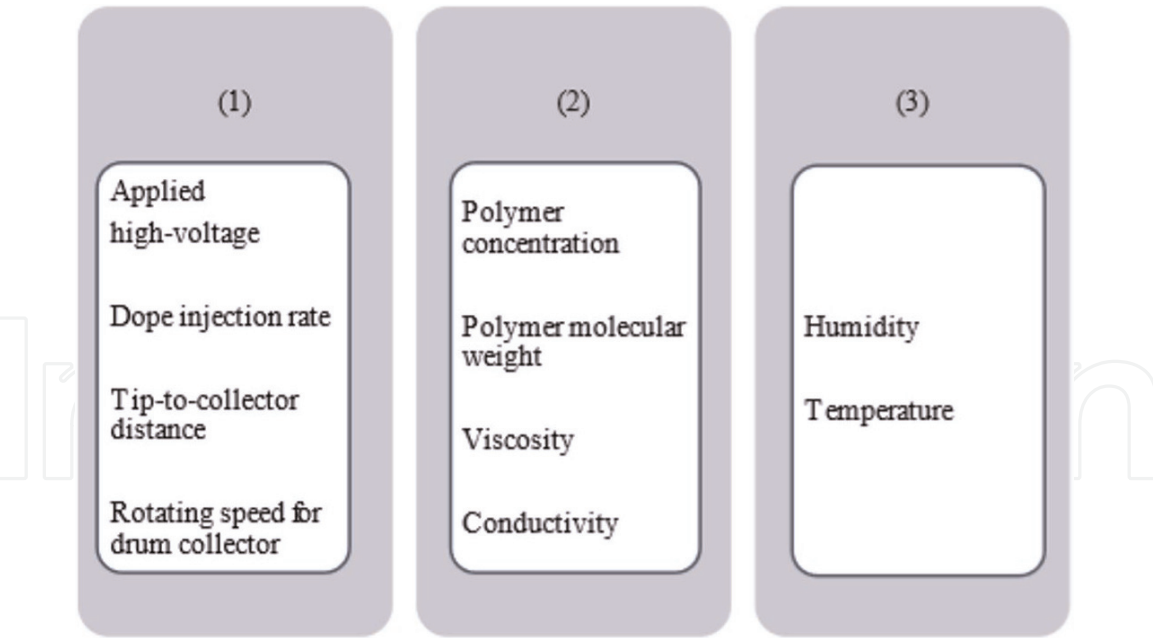 (1)
Applied
high-voltage
Dope injection rate
Tip-to-collector
distance
Rotating speed for
drum collector
(2)
Polymer
concentration
Polymer molecular
weight
Viscosity
Conductivity
(3)
Humidity
Temperature